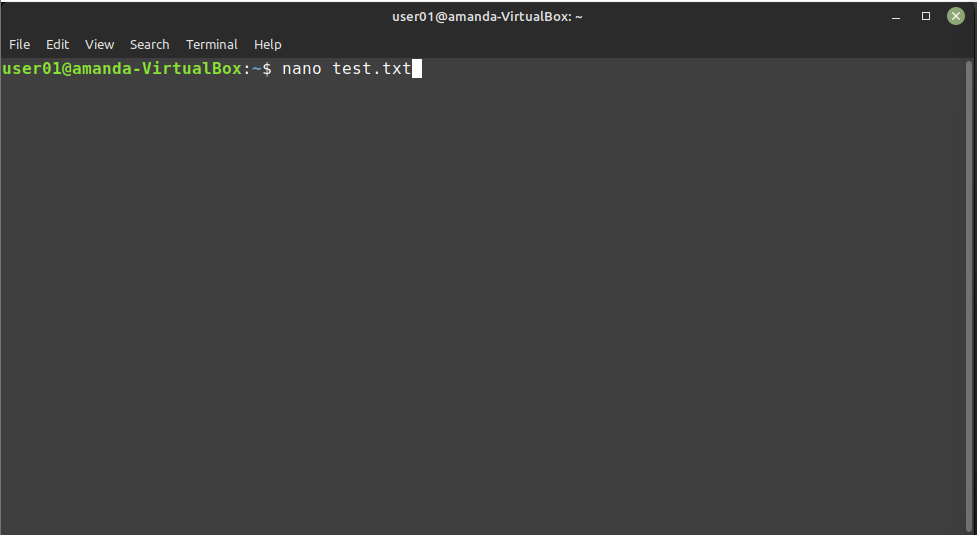 user01@amanda-VirtualBox: ~
File Edit View Search Terminal Help
user01@amanda-VirtualBox:~$ nano test.txt